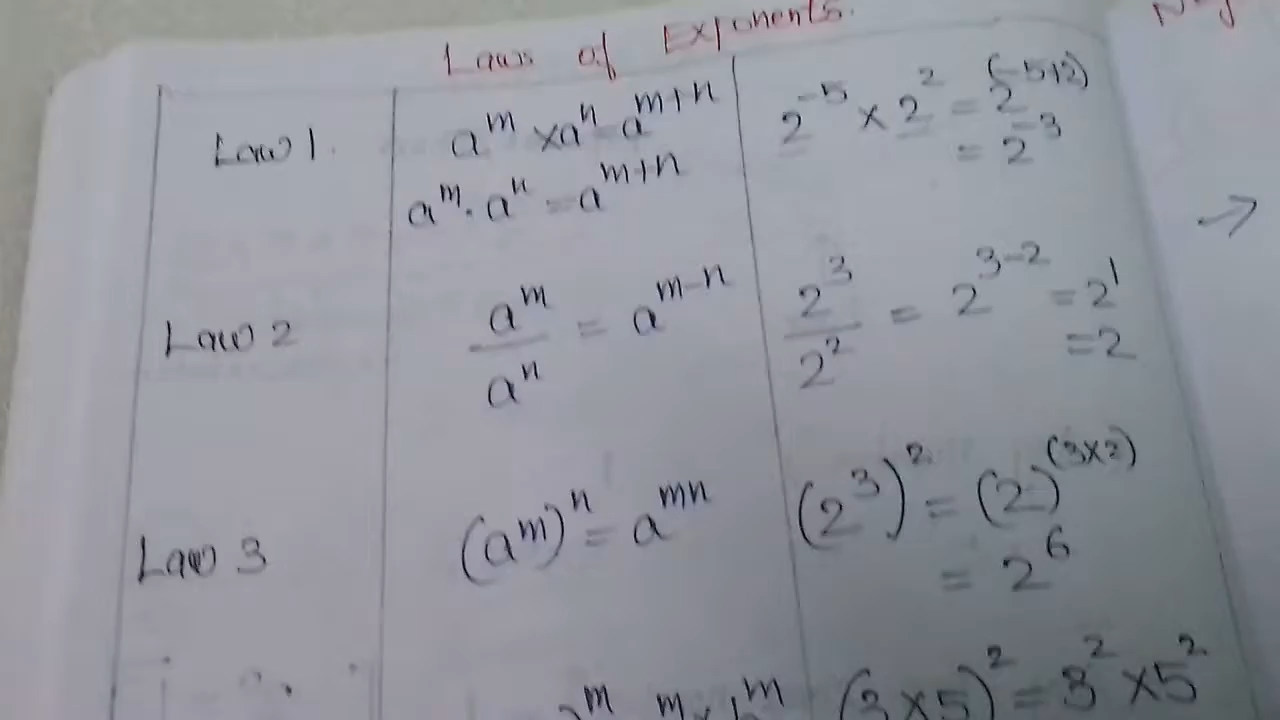 Laws of Exponents.
Law 1. a^m × a^n = a^{m+n} 2^{-5} × 2^2 = 2^{(-5+2)}
= 2^{-3}
a^m · a^n = a^{m+n}
Law 2 a^m/a^n = a^{m-n} 2^3/2^2 = 2^{3-2} = 2^1
= 2
Law 3 (a^m)^n = a^{mn} (2^3)^2 = (2)^{(3×2)}
= 2^6
(3×5)^2 = 3^2 × 5^2